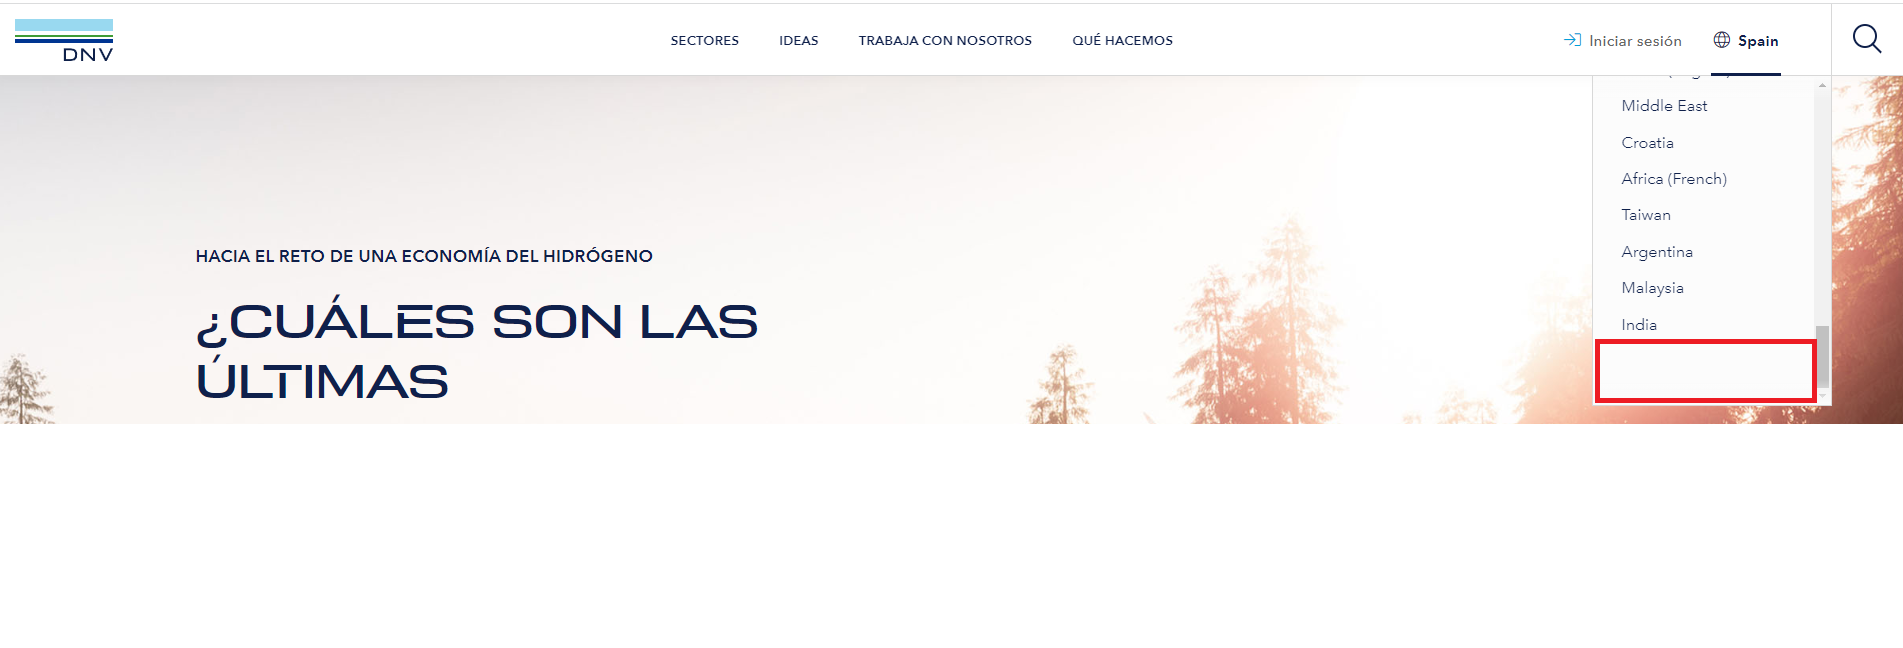 DNV
SECTORES
IDEAS
TRABAJA CON NOSOTROS
QUÉ HACEMOS
Iniciar sesión
Spain
Middle East
Croatia
Africa (French)
Taiwan
Argentina
Malaysia
India
HACIA EL RETO DE UNA ECONOMÍA DEL HIDRÓGENO
¿CUÁLES SON LAS
ÚLTIMAS